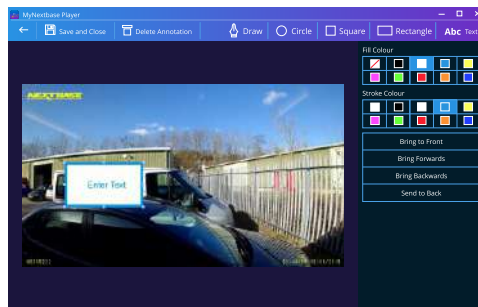 MyNextbase Player
Save and Close
Delete Annotation
Draw
Circle
Square
Rectangle
Abc Text
Fill Colour
Stroke Colour
Bring to Front
Bring Forwards
Bring Backwards
Send to Back
NEXTBASE
Enter Text